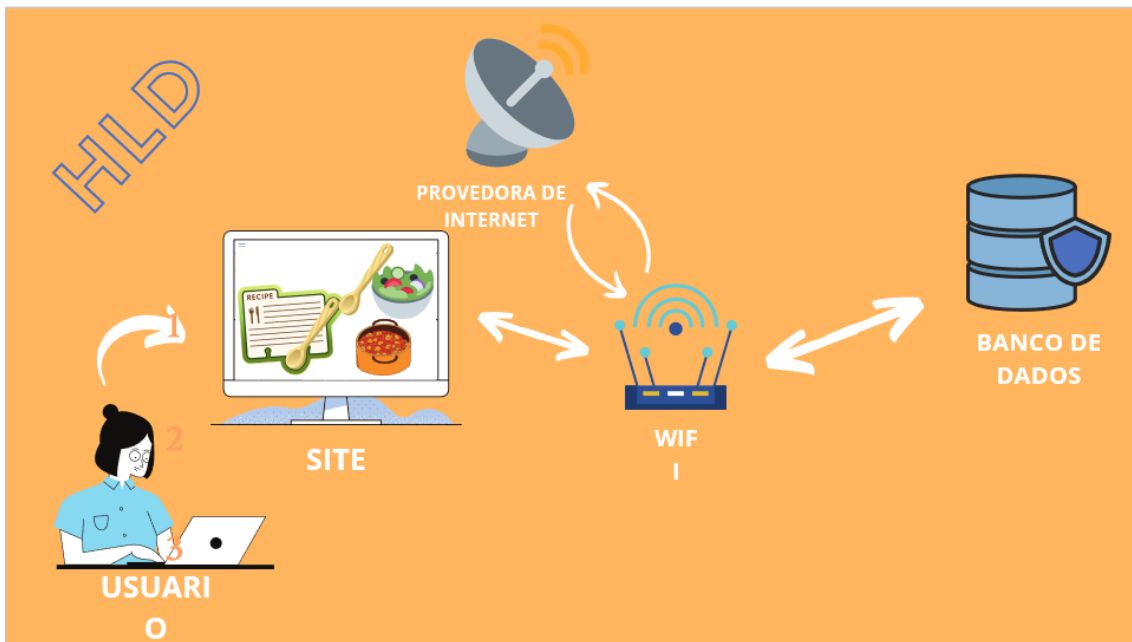 HLD
PROVEDORA DE
INTERNET
RECIPE
1
2
3
SITE
WIF
I
BANCO DE
DADOS
USUARI
O